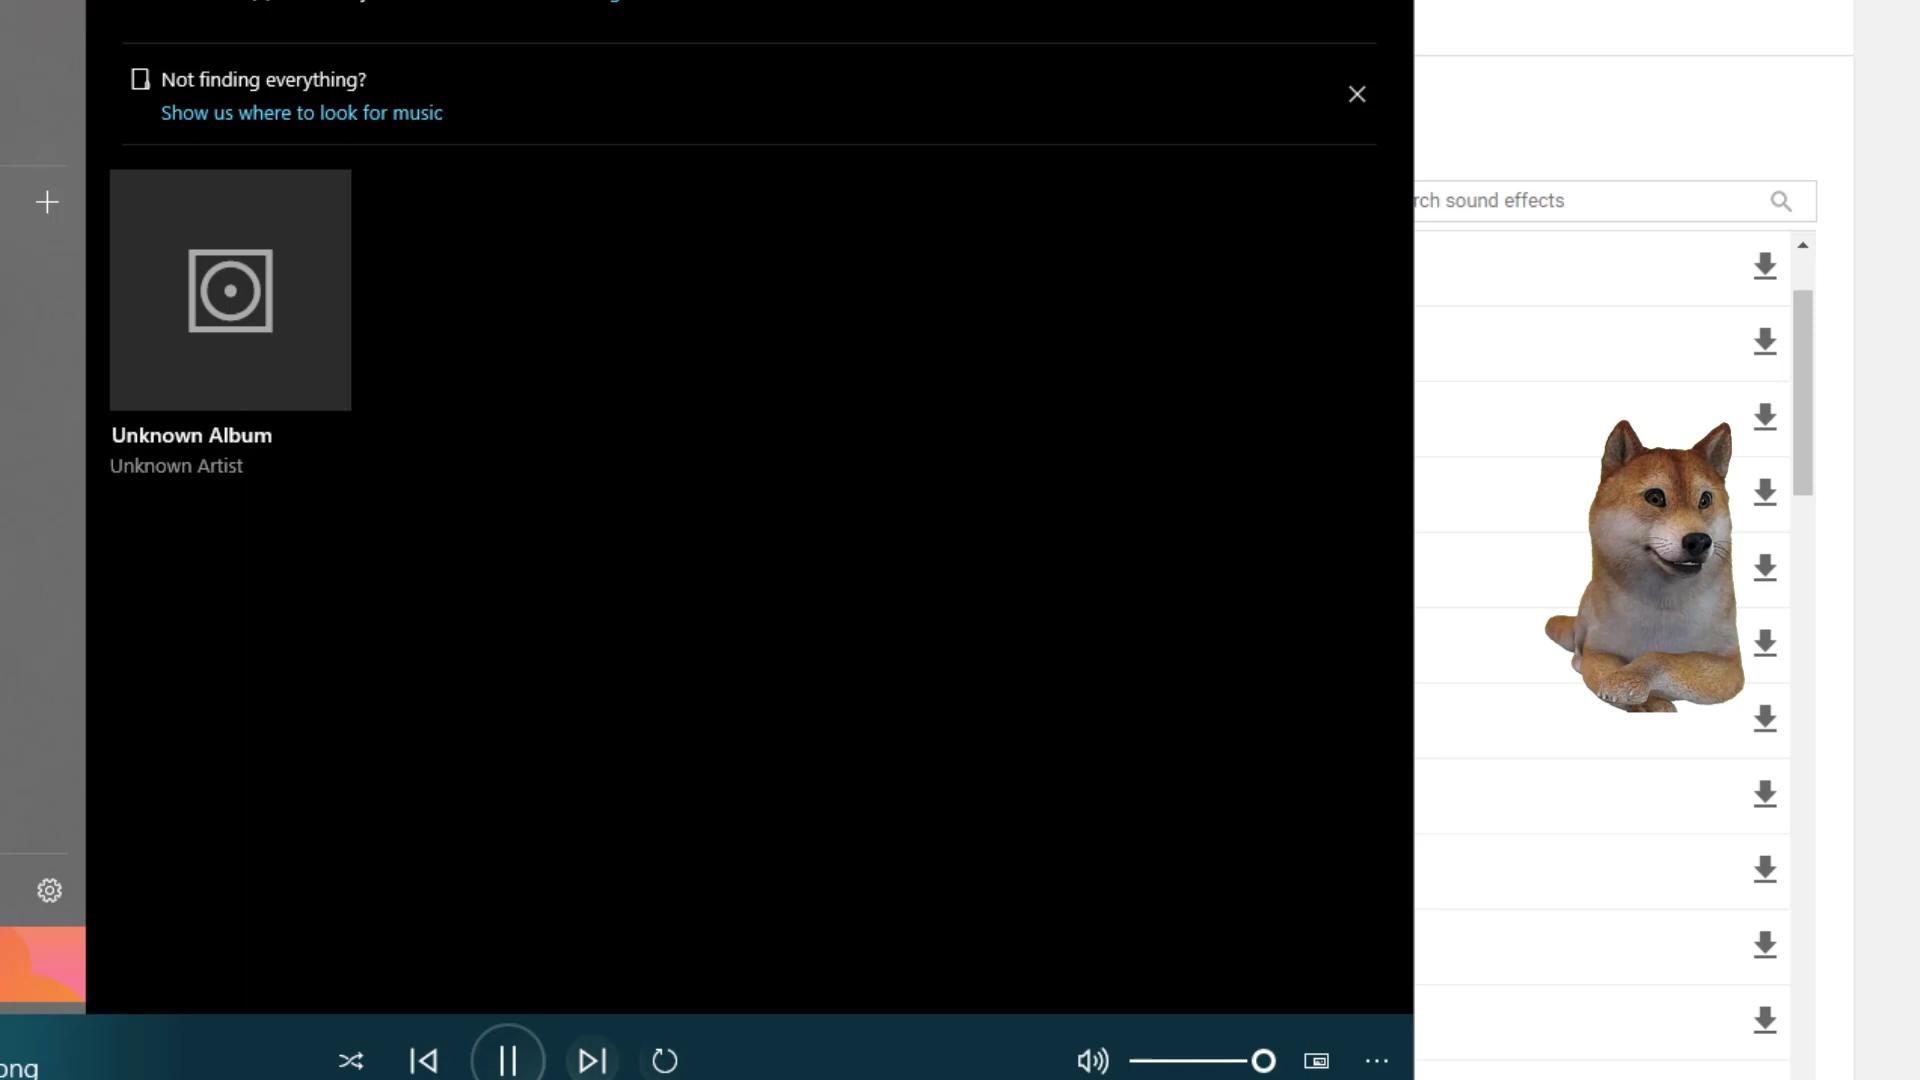 Not finding everything?
Show us where to look for music
rch sound effects
Unknown Album
Unknown Artist
ong